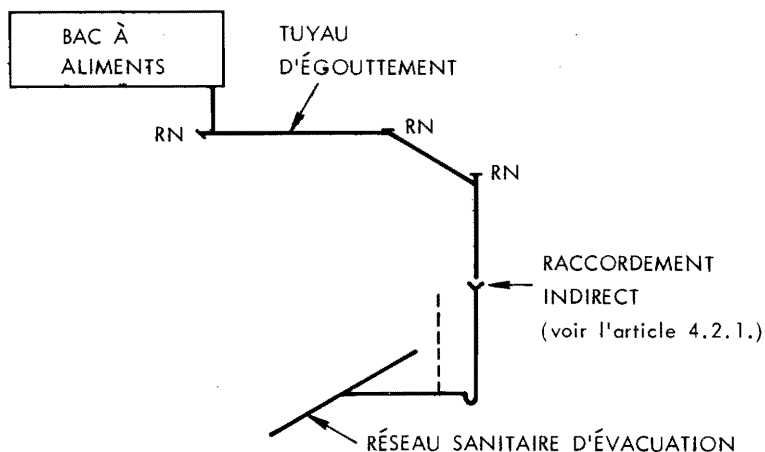 BAC À
ALIMENTS
TUYAU
D'ÉGOUTTEMENT
RN
RN
RN
RACCORDEMENT
INDIRECT
(voir l'article 4.2.1.)
RÉSEAU SANITAIRE D'ÉVACUATION